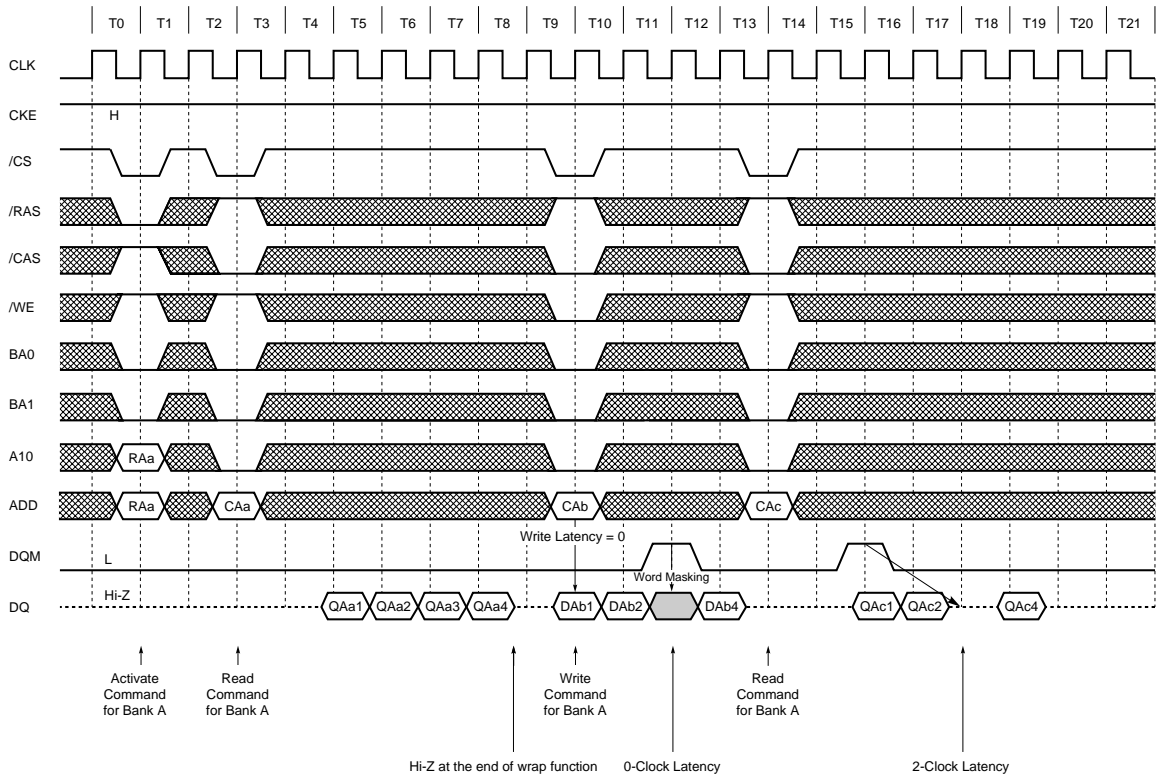 T0 T1 T2 T3 T4 T5 T6 T7 T8 T9 T10 T11 T12 T13 T14 T15 T16 T17 T18 T19 T20 T21
CLK
CKE H
/CS
/RAS
/CAS
/WE
BA0
BA1
A10 RAa
ADD RAa CAa CAb CAc
Write Latency = 0
DQM L
Word Masking
DQ Hi-Z QAa1 QAa2 QAa3 QAa4 DAb1 DAb2 DAb4 QAc1 QAc2 QAc4
Activate
Command
for Bank A
Read
Command
for Bank A
Write
Command
for Bank A
Read
Command
for Bank A
Hi-Z at the end of wrap function
0-Clock Latency
2-Clock Latency